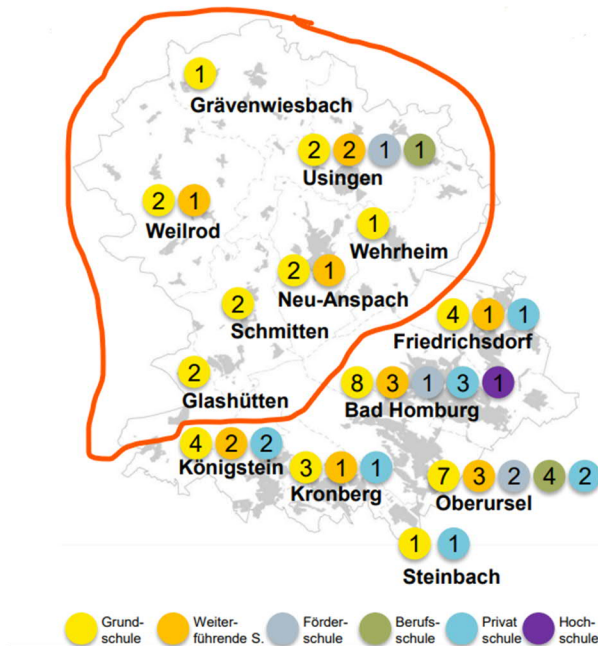 1
Grävenwiesbach
2 2 1 1
Usingen
2 1
Weilrod
1
Wehrheim
2 1
Neu-Anspach
2
Schmitten
4 1 1
Friedrichsdorf
2
Glashütten
8 3 1 3 1
Bad Homburg
4 2 2
Königstein
3 1 1
Kronberg
7 3 2 4 2
Oberursel
1 1
Steinbach
Grund-
schule
Weiter-
führende S.
Förder-
schule
Berufs-
schule
Privat
schule
Hoch-
schule